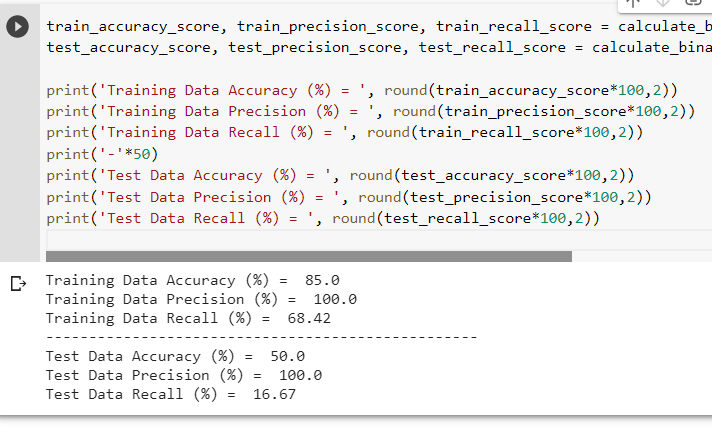 train_accuracy_score, train_precision_score, train_recall_score = calculate_b
test_accuracy_score, test_precision_score, test_recall_score = calculate_bina
print('Training Data Accuracy (%) = ', round(train_accuracy_score*100,2))
print('Training Data Precision (%) = ', round(train_precision_score*100,2))
print('Training Data Recall (%) = ', round(train_recall_score*100,2))
print('-'*50)
print('Test Data Accuracy (%) = ', round(test_accuracy_score*100,2))
print('Test Data Precision (%) = ', round(test_precision_score*100,2))
print('Test Data Recall (%) = ', round(test_recall_score*100,2))
Training Data Accuracy (%) =  85.0
Training Data Precision (%) =  100.0
Training Data Recall (%) =  68.42
--------------------------------------------------
Test Data Accuracy (%) =  50.0
Test Data Precision (%) =  100.0
Test Data Recall (%) =  16.67